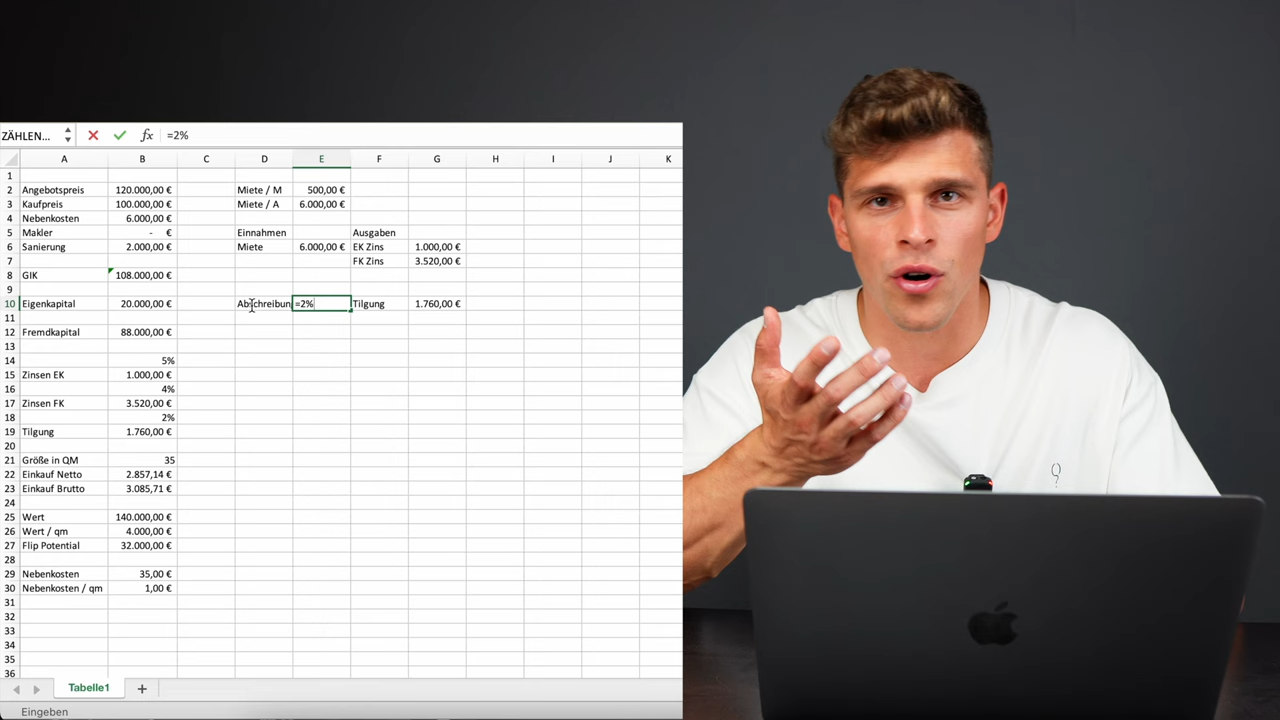 ZÄHLEN... =2%
A B C D E F G H I J K
1
2 Angebotspreis 120.000,00 € Miete / M 500,00 €
3 Kaufpreis 100.000,00 € Miete / A 6.000,00 €
4 Nebenkosten 6.000,00 €
5 Makler - € Einnahmen Ausgaben
6 Sanierung 2.000,00 € Miete 6.000,00 € EK Zins 1.000,00 €
7 FK Zins 3.520,00 €
8 GIK 108.000,00 €
9
10 Eigenkapital 20.000,00 € Abschreibun =2% Tilgung 1.760,00 €
11
12 Fremdkapital 88.000,00 €
13
14 5%
15 Zinsen EK 1.000,00 €
16 4%
17 Zinsen FK 3.520,00 €
18 2%
19 Tilgung 1.760,00 €
20
21 Größe in QM 35
22 Einkauf Netto 2.857,14 €
23 Einkauf Brutto 3.085,71 €
24
25 Wert 140.000,00 €
26 Wert / qm 4.000,00 €
27 Flip Potential 32.000,00 €
28
29 Nebenkosten 35,00 €
30 Nebenkosten / qm 1,00 €
31
32
33
34
35
36
Tabelle1
Eingeben